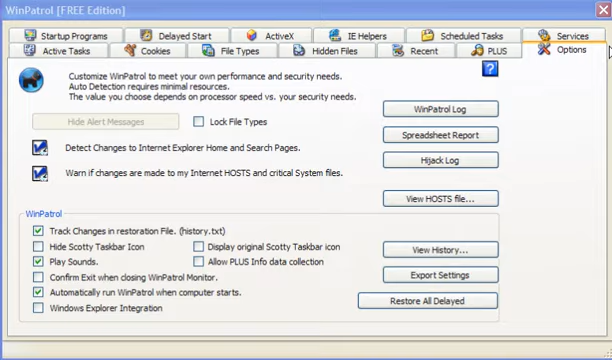 WinPatrol [FREE Edition]
Startup Programs
Delayed Start
ActiveX
IE Helpers
Scheduled Tasks
Services
Active Tasks
Cookies
File Types
Hidden Files
Recent
PLUS
Options
Customize WinPatrol to meet your own performance and security needs.
Auto Detection requires minimal resources.
The value you choose depends on processor speed vs. your security needs.
?
WinPatrol Log
Hide Alert Messages
Lock File Types
Spreadsheet Report
Detect Changes to Internet Explorer Home and Search Pages.
Hijack Log
Warn if changes are made to my Internet HOSTS and critical System files.
View HOSTS file...
WinPatrol
Track Changes in restoration File. (history.txt)
Hide Scotty Taskbar Icon
Display original Scotty Taskbar icon
View History...
Play Sounds.
Allow PLUS Info data collection
Confirm Exit when closing WinPatrol Monitor.
Export Settings
Automatically run WinPatrol when computer starts.
Restore All Delayed
Windows Explorer Integration